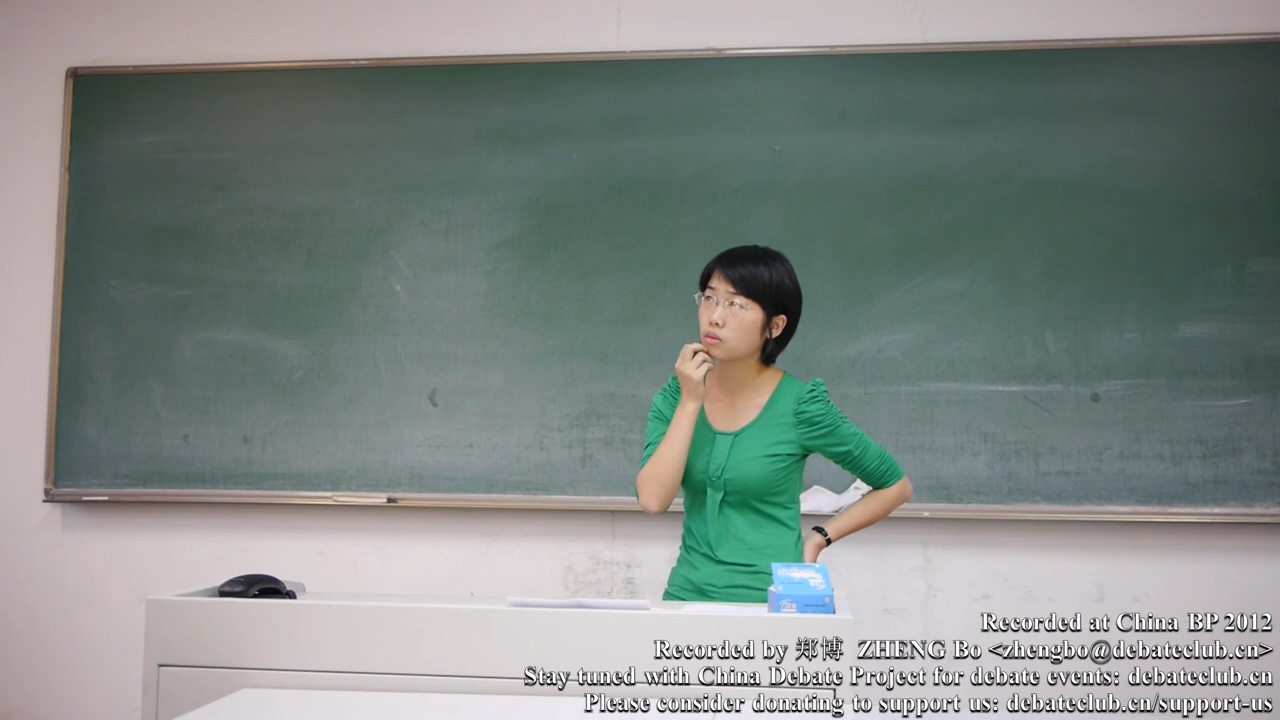 Recorded at China BP 2012
Recorded by 郑博 ZHENG Bo <zhengbo@debateclub.cn>
Stay tuned with China Debate Project for debate events: debateclub.cn
Please consider donating to support us: debateclub.cn/support-us